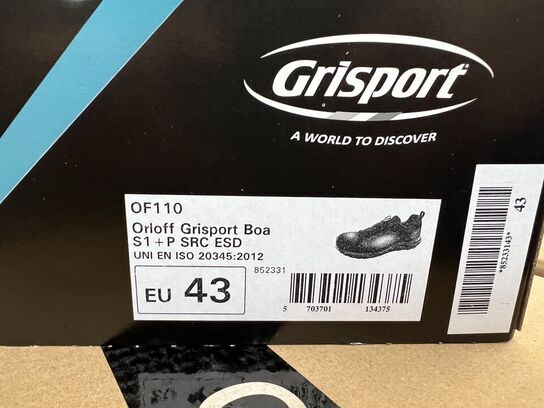 Grisport
A WORLD TO DISCOVER
OF110
Orloff Grisport Boa
S1+P SRC ESD
UNI EN ISO 20345:2012
852331
EU 43
5 703701 134375
43
*85233143*